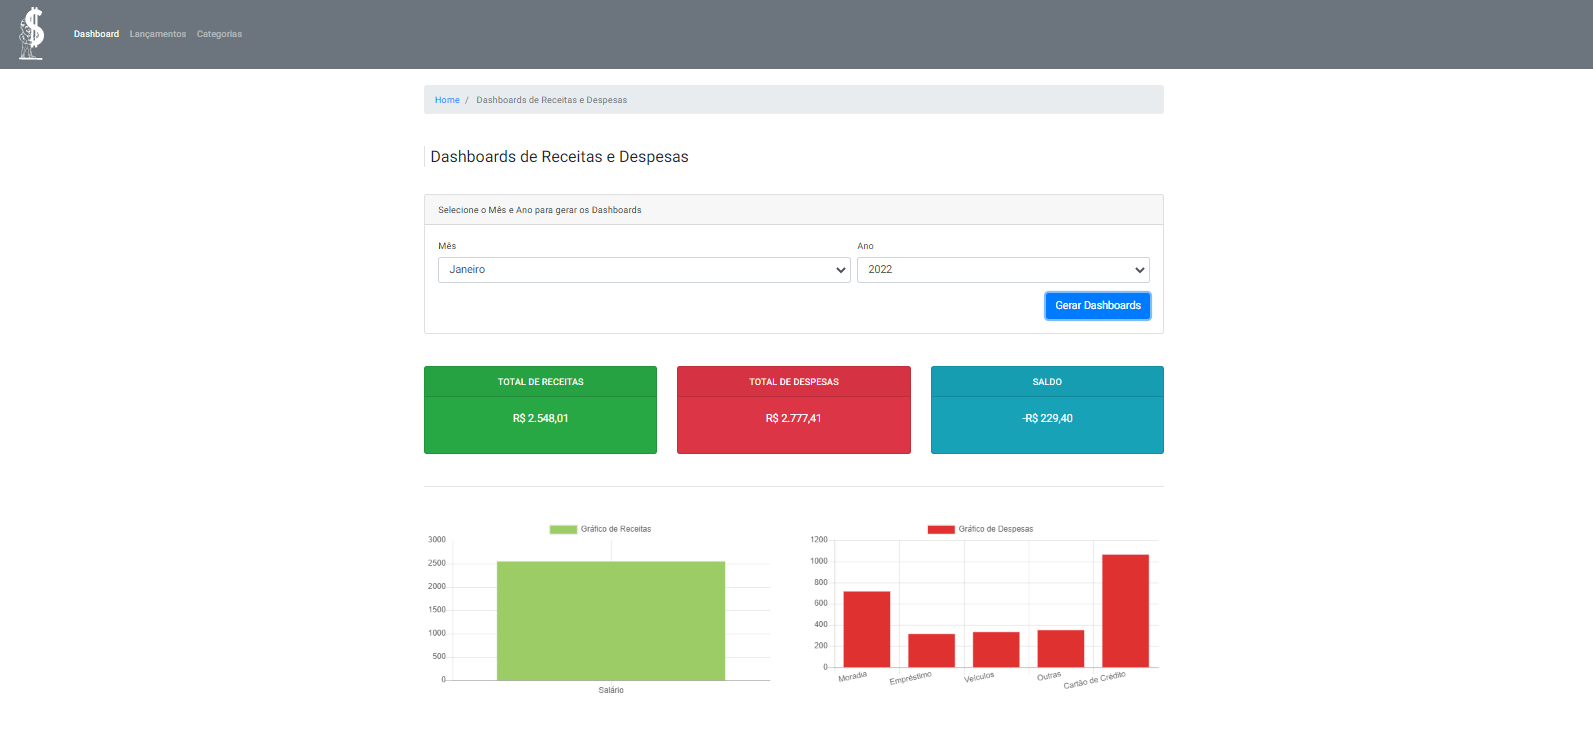 Dashboard Lançamentos Categorias
Home / Dashboards de Receitas e Despesas
Dashboards de Receitas e Despesas
Selecione o Mês e Ano para gerar os Dashboards
Mês Ano
Janeiro 2022
Gerar Dashboards
TOTAL DE RECEITAS TOTAL DE DESPESAS SALDO
R$ 2.548,01 R$ 2.777,41 -R$ 229,40
Gráfico de Receitas
3000
2500
2000
1500
1000
500
0
Salário
Gráfico de Despesas
1200
1000
800
600
400
200
0
Moradia Empréstimo Veículos Outras Cartão de Crédito